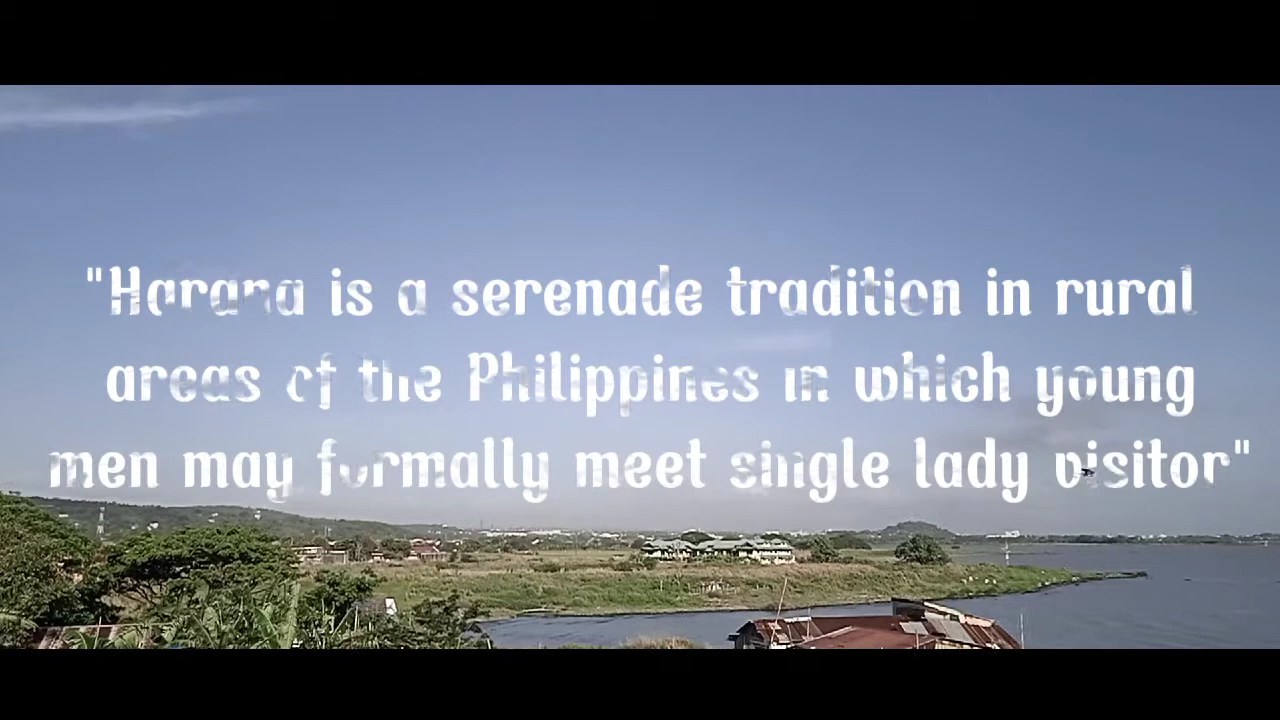 "Harana is a serenade tradition in rural
areas of the Philippines in which young
men may formally meet single lady visitor"